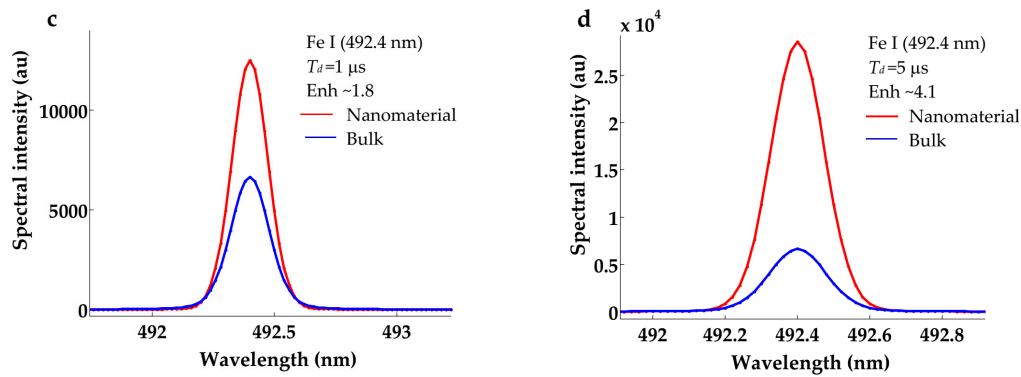 c
Fe I (492.4 nm)
Td=1 µs
Enh ~1.8
Nanomaterial
Bulk
10000
5000
0
Spectral intensity (au)
492
492.5
493
Wavelength (nm)
d
x 10^4
Fe I (492.4 nm)
Td=5 µs
Enh ~4.1
Nanomaterial
Bulk
2.5
2
1.5
1
0.5
0
Spectral intensity (au)
492
492.2
492.4
492.6
492.8
Wavelength (nm)